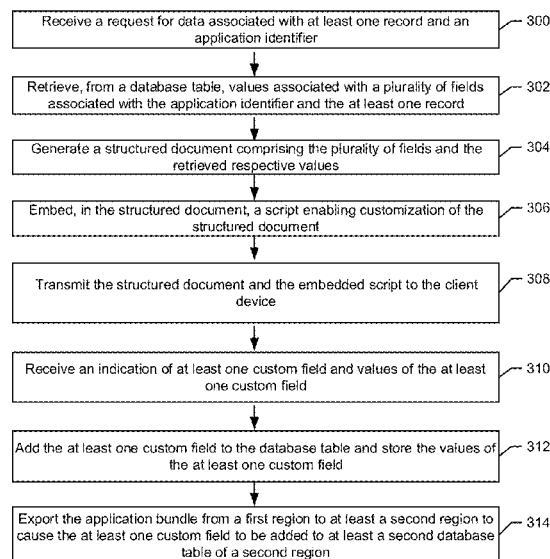 Receive a request for data associated with at least one record and an
application identifier
300
Retrieve, from a database table, values associated with a plurality of fields
associated with the application identifier and the at least one record
302
Generate a structured document comprising the plurality of fields and the
retrieved respective values
304
Embed, in the structured document, a script enabling customization of the
structured document
306
Transmit the structured document and the embedded script to the client
device
308
Receive an indication of at least one custom field and values of the at least
one custom field
310
Add the at least one custom field to the database table and store the values of
the at least one custom field
312
Export the application bundle from a first region to at least a second region to
cause the at least one custom field to be added to at least a second database
table of a second region
314